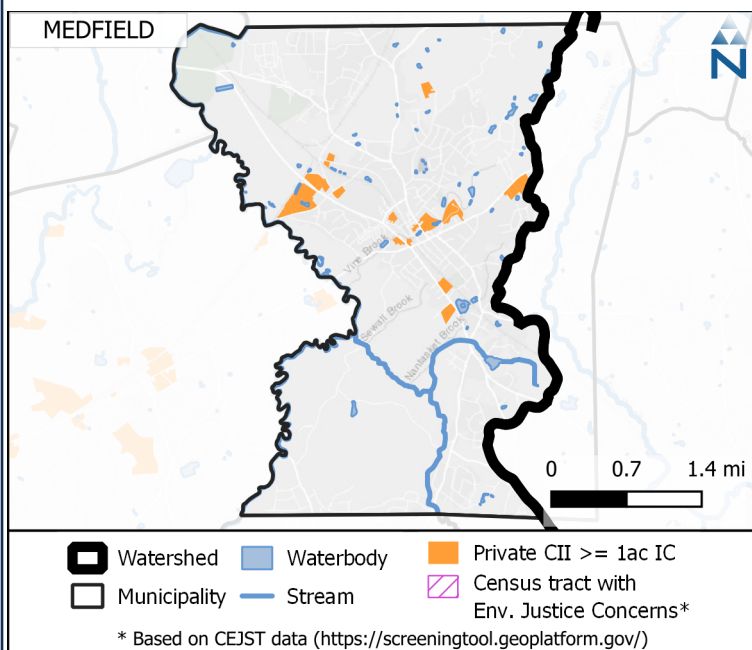 MEDFIELD
N
Vine Brook
Sewall Brook
Nantasket Brook
0 0.7 1.4 mi
Watershed
Waterbody
Private CII >= 1ac IC
Municipality
Stream
Census tract with
Env. Justice Concerns*
* Based on CEJST data (https://screeningtool.geoplatform.gov/)